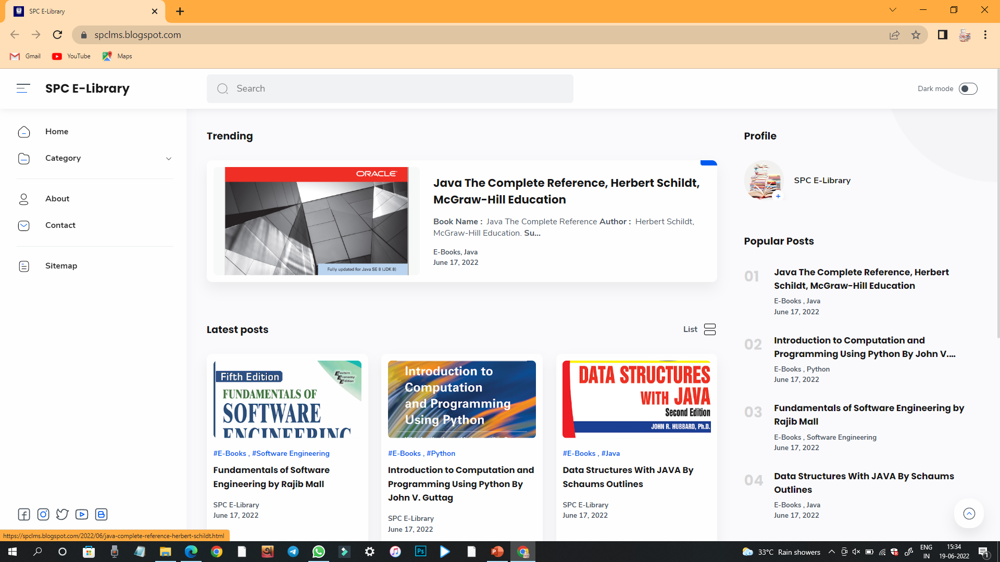 SPC E-Library
spclms.blogspot.com
Gmail
YouTube
Maps
SPC E-Library
Search
Dark mode
Home
Category
About
Contact
Sitemap
Trending
ORACLE
Fully updated for Java SE 8 (JDK 8)
Java The Complete Reference, Herbert Schildt,
McGraw-Hill Education
Book Name : Java The Complete Reference Author : Herbert Schildt,
McGraw-Hill Education. Su...
E-Books, Java
June 17, 2022
Latest posts
List
Fifth Edition
Eastern
Economy
Edition
FUNDAMENTALS OF
SOFTWARE
ENGINEERING
#E-Books , #Software Engineering
Fundamentals of Software
Engineering by Rajib Mall
SPC E-Library
June 17, 2022
Introduction to
Computation
and Programming
Using Python
#E-Books , #Python
Introduction to Computation and
Programming Using Python By
John V. Guttag
SPC E-Library
June 17, 2022
DATA STRUCTURES
WITH JAVA
Second Edition
JOHN R. HUBBARD, Ph.D.
#E-Books , #Java
Data Structures With JAVA By
Schaums Outlines
SPC E-Library
June 17, 2022
Profile
SPC E-Library
Popular Posts
01
Java The Complete Reference, Herbert
Schildt, McGraw-Hill Education
E-Books , Java
June 17, 2022
02
Introduction to Computation and
Programming Using Python By John V....
E-Books , Python
June 17, 2022
03
Fundamentals of Software Engineering by
Rajib Mall
E-Books , Software Engineering
June 17, 2022
04
Data Structures With JAVA By Schaums
Outlines
E-Books , Java
June 17, 2022
https://spclms.blogspot.com/2022/06/java-complete-reference-herbert-schildt.html
Ps
P
33°C Rain showers
ENG
IN
15:34
19-06-2022
1